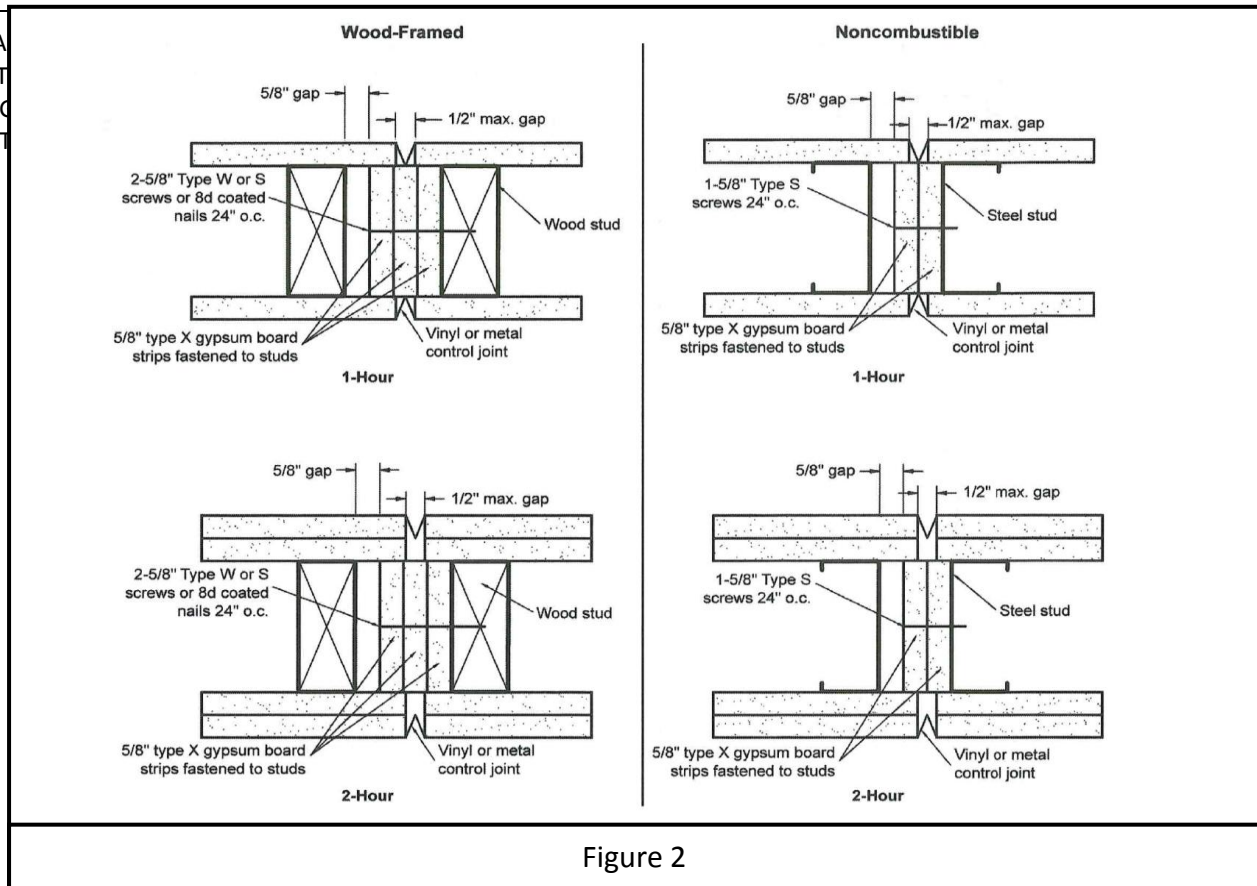 Wood-Framed
5/8" gap
1/2" max. gap
2-5/8" Type W or S
screws or 8d coated
nails 24" o.c.
Wood stud
5/8" type X gypsum board
strips fastened to studs
Vinyl or metal
control joint
1-Hour
Noncombustible
5/8" gap
1/2" max. gap
1-5/8" Type S
screws 24" o.c.
Steel stud
5/8" type X gypsum board
strips fastened to studs
Vinyl or metal
control joint
1-Hour
5/8" gap
1/2" max. gap
2-5/8" Type W or S
screws or 8d coated
nails 24" o.c.
Wood stud
5/8" type X gypsum board
strips fastened to studs
Vinyl or metal
control joint
2-Hour
5/8" gap
1/2" max. gap
1-5/8" Type S
screws 24" o.c.
Steel stud
5/8" type X gypsum board
strips fastened to studs
Vinyl or metal
control joint
2-Hour
Figure 2